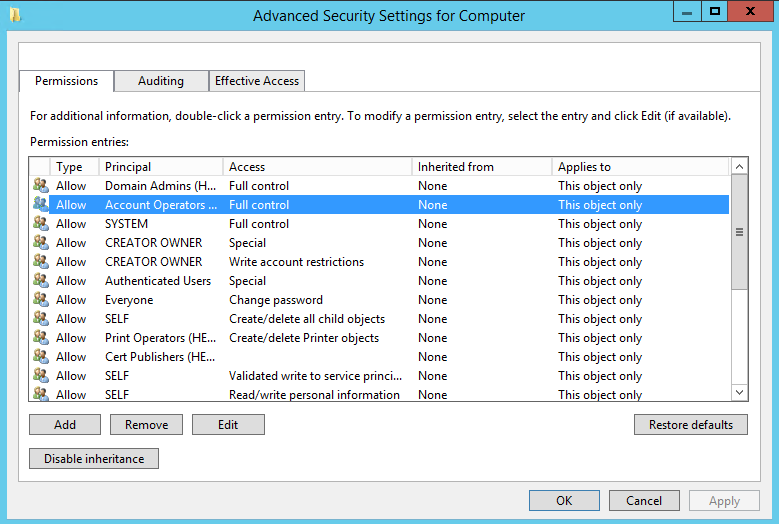 Advanced Security Settings for Computer
Permissions Auditing Effective Access
For additional information, double-click a permission entry. To modify a permission entry, select the entry and click Edit (if available).
Permission entries:
Type Principal Access Inherited from Applies to
Allow Domain Admins (H... Full control None This object only
Allow Account Operators ... Full control None This object only
Allow SYSTEM Full control None This object only
Allow CREATOR OWNER Special None This object only
Allow CREATOR OWNER Write account restrictions None This object only
Allow Authenticated Users Special None This object only
Allow Everyone Change password None This object only
Allow SELF Create/delete all child objects None This object only
Allow Print Operators (HE... Create/delete Printer objects None This object only
Allow Cert Publishers (HE... None This object only
Allow SELF Validated write to service princi... None This object only
Allow SELF Read/write personal information None This object only
Add Remove Edit Restore defaults
Disable inheritance
OK Cancel Apply